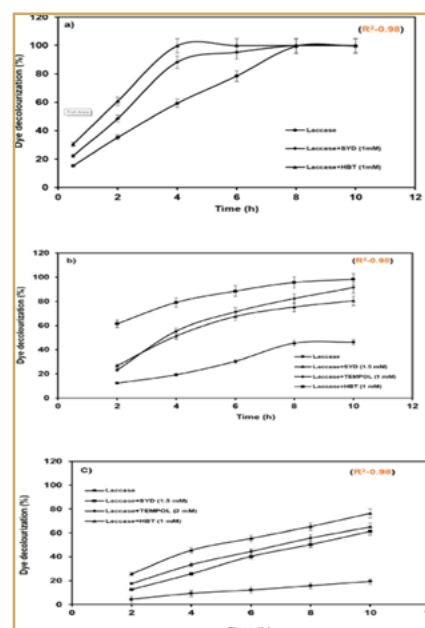 a)
(R²-0.98)
Dye decolourization (%)
120
100
80
60
40
20
0
Laccase
Laccase+SYD (1mM)
Laccase+HBT (1mM)
0 2 4 6 8 10 12
Time (h)
b)
(R²-0.98)
Dye decolourization (%)
120
100
80
60
40
20
0
Laccase
Laccase+SYD (1.5 mM)
Laccase+TEMPOL (1 mM)
Laccase+HBT (1 mM)
0 2 4 6 8 10 12
Time (h)
C)
(R²-0.98)
Dye decolourization (%)
100
80
60
40
20
0
Laccase
Laccase+SYD (1.5 mM)
Laccase+TEMPOL (2 mM)
Laccase+HBT (1 mM)
0 2 4 6 8 10 12